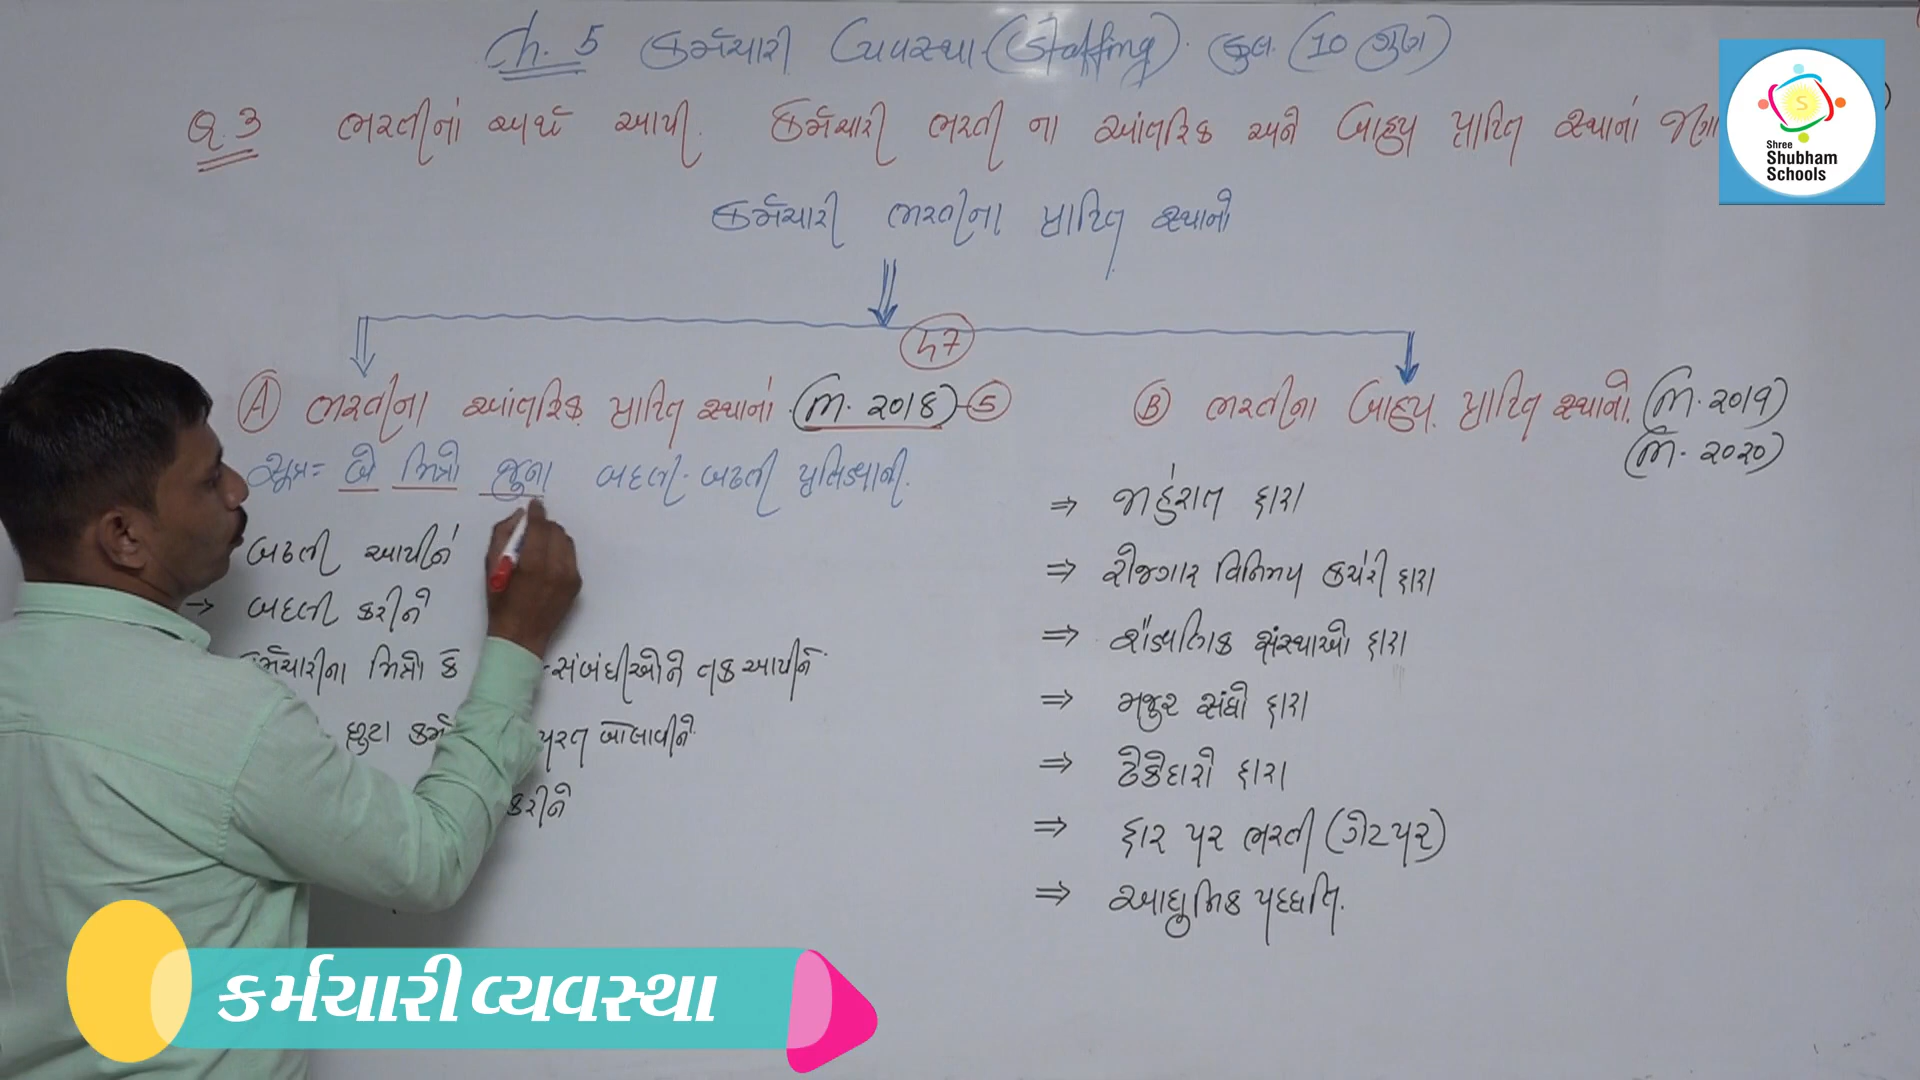 Ch. 5 કર્મચારી વ્યવસ્થા (Staffing). કુલ. (10 ગુણ)
Q. 3 ભરતીનાં અર્થ આપી. કર્મચારી ભરતી ના આંતરિક અને બાહ્ય પ્રાપ્તિ સ્થાનાં
Shree
Shubham
Schools
કર્મચારી ભરતીના પ્રાપ્તિ સ્થાનો
47
A ભરતીના આંતરિક પ્રાપ્તિ સ્થાનાં. (M. 2018)-5
B ભરતીના બાહ્ય પ્રાપ્તિ સ્થાનો. (M. 2019)
(M. 2020)
સૂત્ર = બે મિત્રો જુના બદલી. બઢતી
બઢતી આપીને
→ બદલી કરીને
કર્મચારીના મિત્રો કે સંબંધીઓને તક આપીને
છુટા પરત બોલાવીને
કરીને
⇒ જાહેરાત દ્વારા
⇒ રોજગાર વિનિમય કચેરી દ્વારા
⇒ શૈક્ષણિક સંસ્થાઓ દ્વારા
⇒ મજુર સંઘો દ્વારા
⇒ ઠેકેદારો દ્વારા
⇒ દ્વાર પર ભરતી (ગેટ પર)
⇒ આધુનિક પદ્ધતિ.
કર્મચારી વ્યવસ્થા